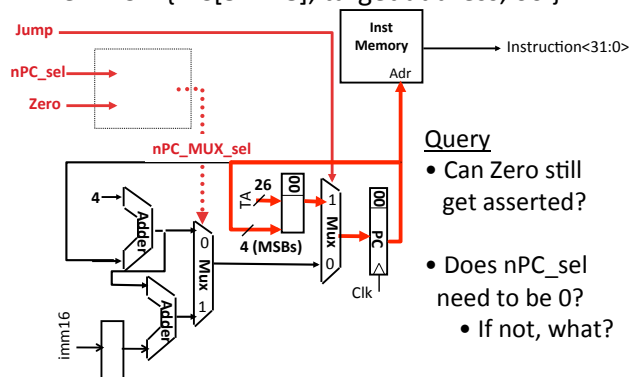 Jump
Inst
Memory
Adr
Instruction<31:0>
nPC_sel
Zero
nPC_MUX_sel
Query
• Can Zero still
get asserted?
• Does nPC_sel
need to be 0?
• If not, what?
4
Adder
TA
26
00
4 (MSBs)
1
Mux
0
00
PC
Clk
0
Mux
1
Adder
imm16